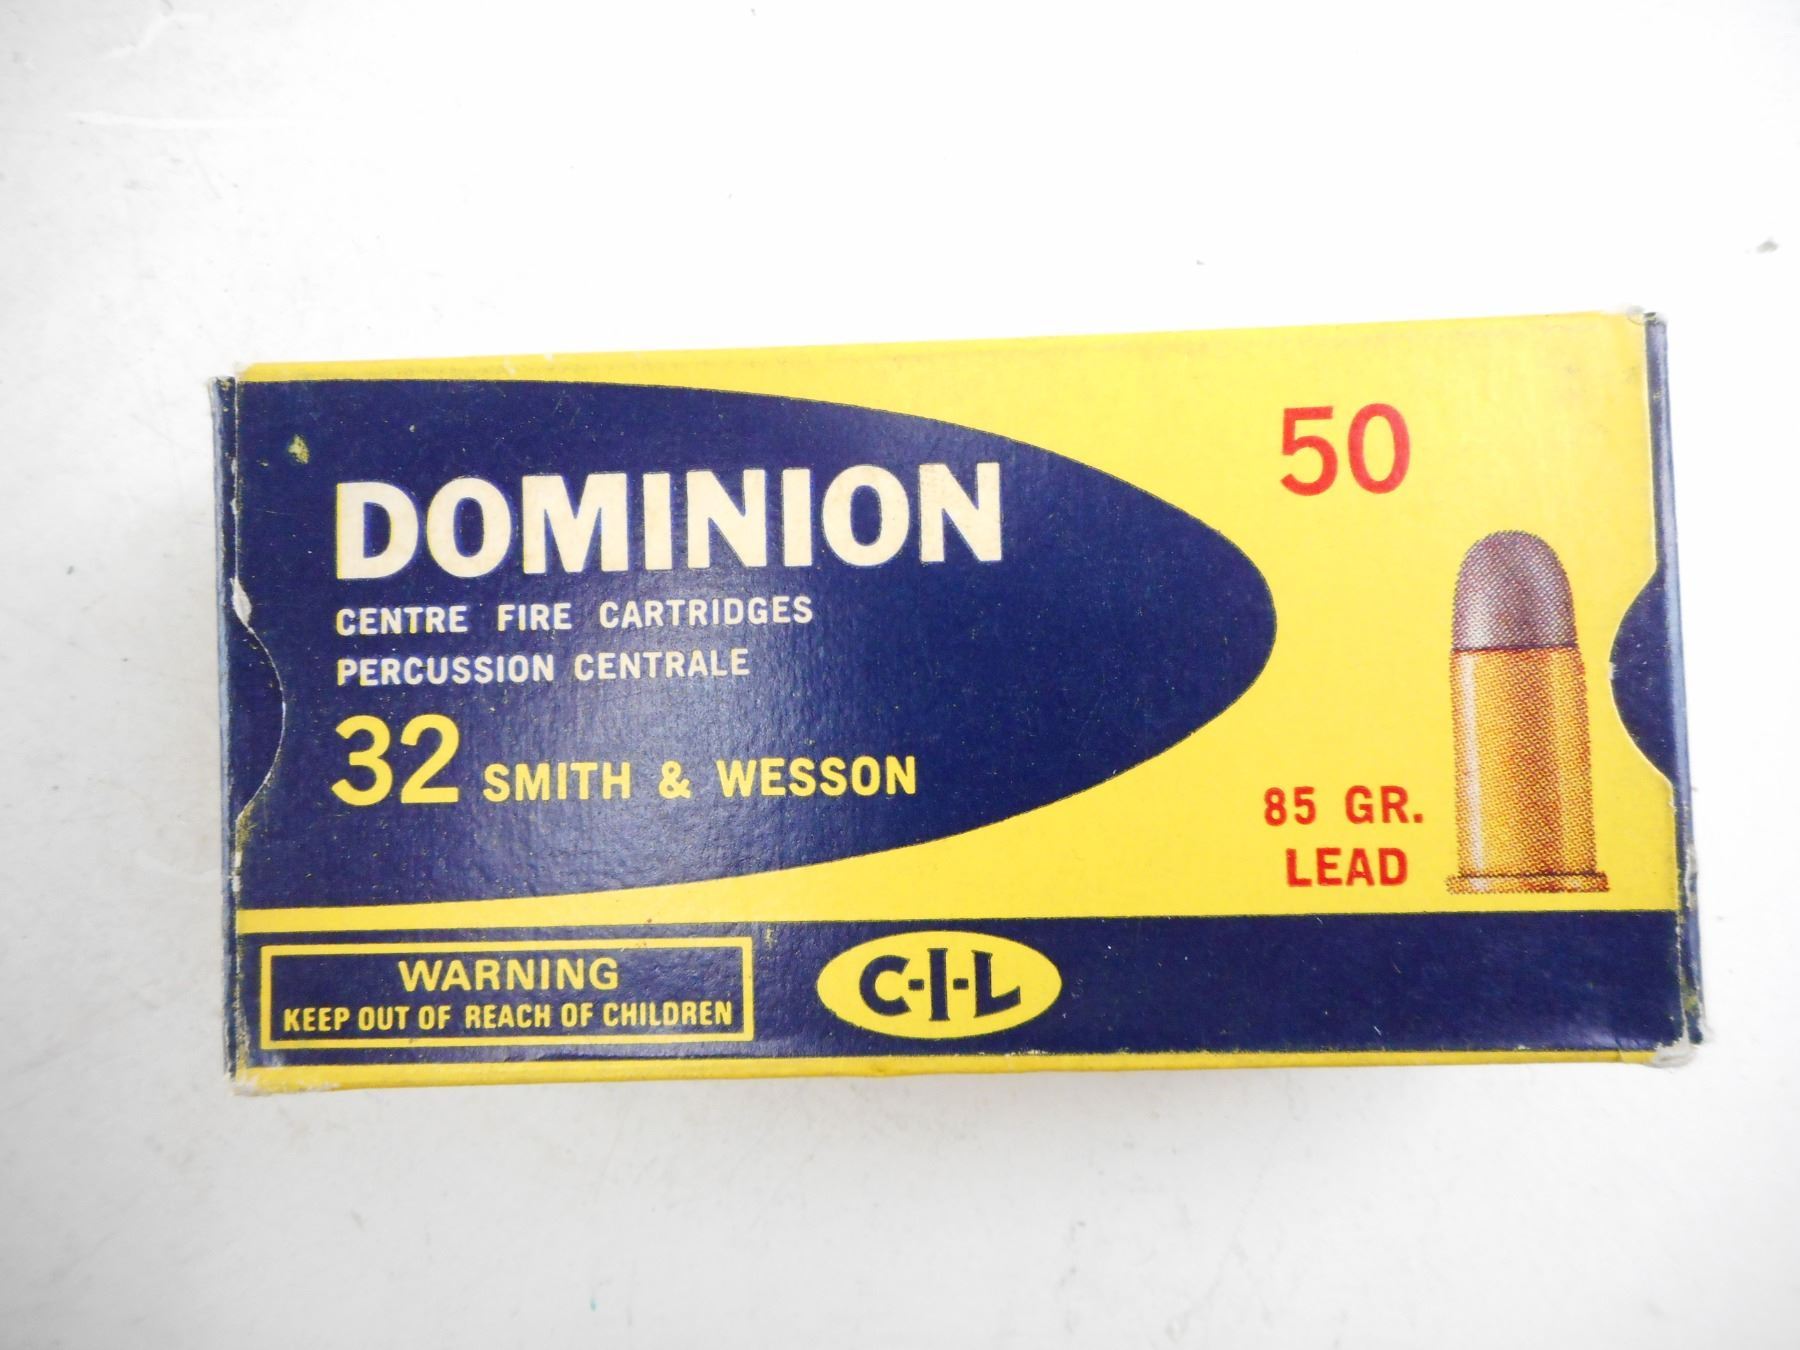 DOMINION
CENTRE FIRE CARTRIDGES
PERCUSSION CENTRALE
32 SMITH & WESSON
50
85 GR.
LEAD
WARNING
KEEP OUT OF REACH OF CHILDREN
C-I-L